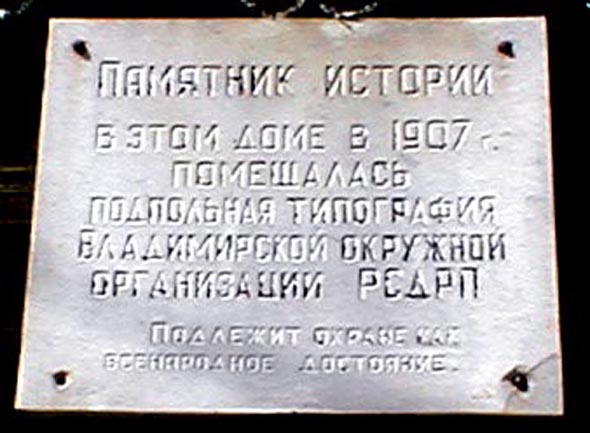 Памятник истории
В этом доме в 1907 г.
помещалась
подпольная типография
Владимирской окружной
организации РСДРП
Подлежит охране как
всенародное достояние.